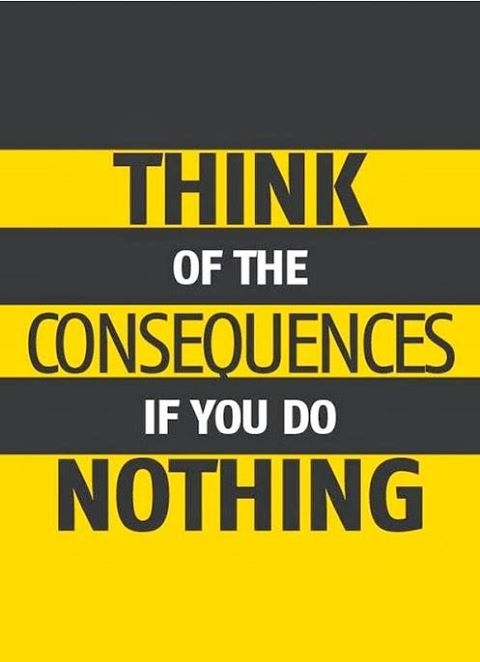 THINK
OF THE
CONSEQUENCES
IF YOU DO
NOTHING